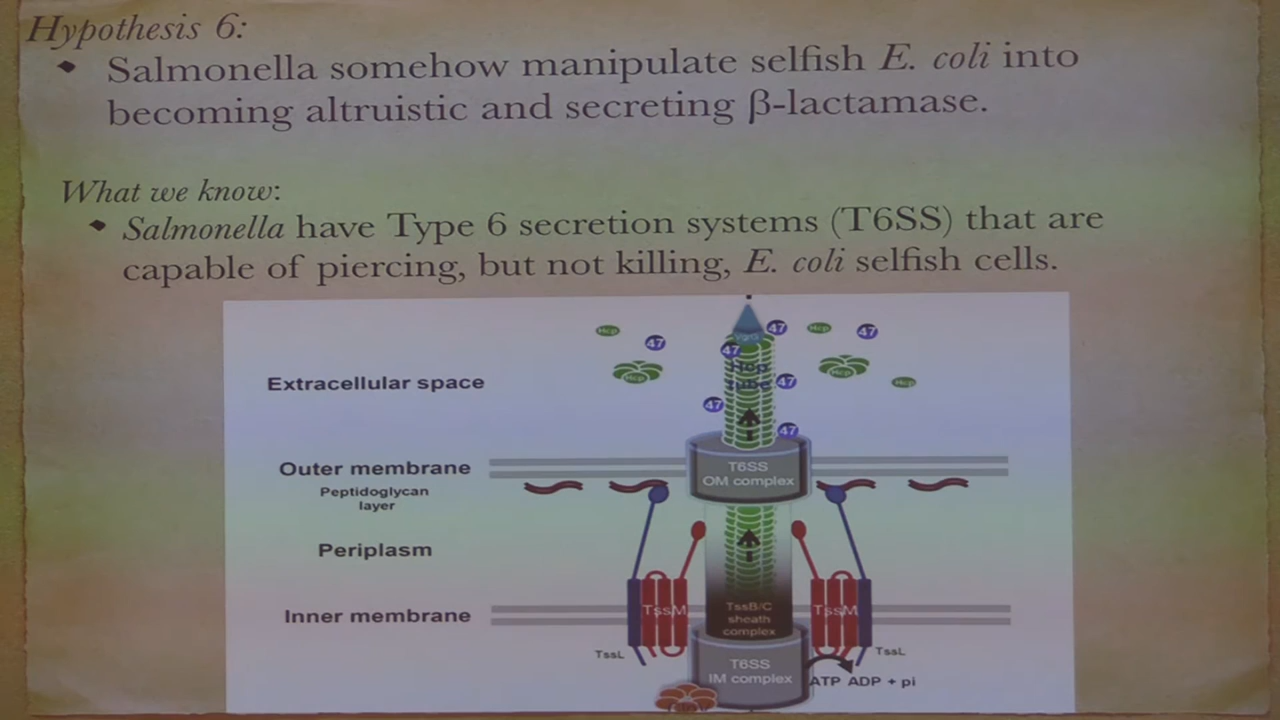 Hypothesis 6:
Salmonella somehow manipulate selfish E. coli into
becoming altruistic and secreting β-lactamase.
What we know:
Salmonella have Type 6 secretion systems (T6SS) that are
capable of piercing, but not killing, E. coli selfish cells.
Hcp 47 47 Hcp 47
47
Hcp Hcp tube Hcp
47 Hcp
47
47
Extracellular space
Outer membrane
T6SS
OM complex
Peptidoglycan
layer
Periplasm
Inner membrane
TssM
TssB/C
sheath
complex
TssM
TssL
TssL
T6SS
IM complex
ATP ADP + pi